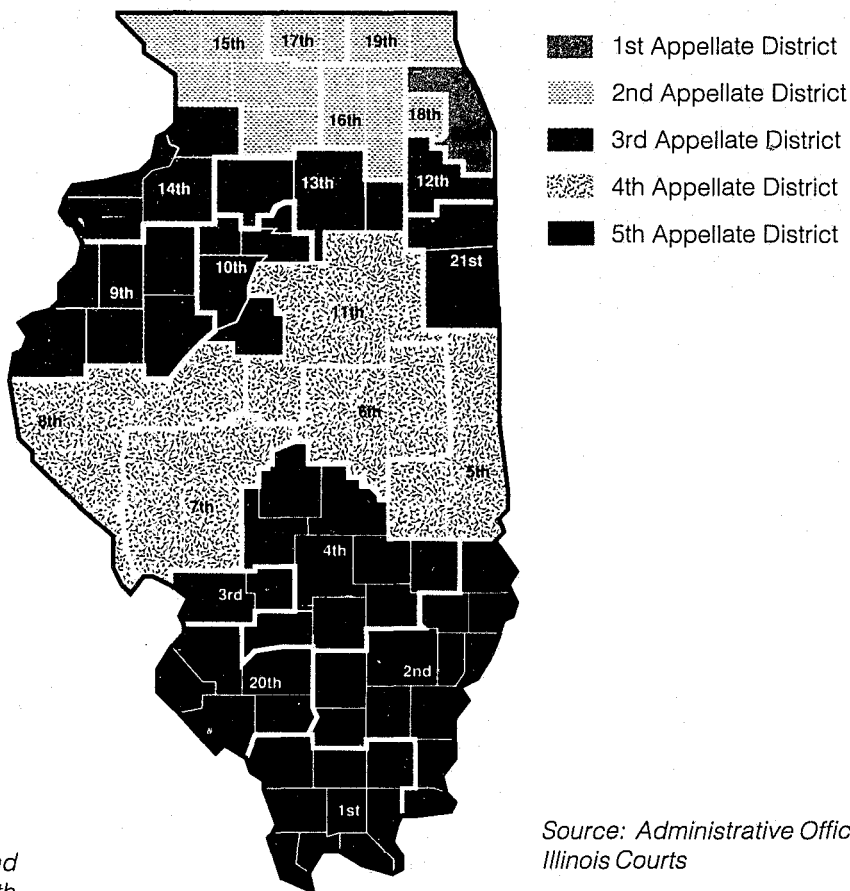 15th 17th 19th
16th 18th
14th 13th 12th
10th 21st
9th
11th
8th 6th
7th 5th
4th
3rd
20th 2nd
1st
1st Appellate District
2nd Appellate District
3rd Appellate District
4th Appellate District
5th Appellate District
Source: Administrative Offic
Illinois Courts